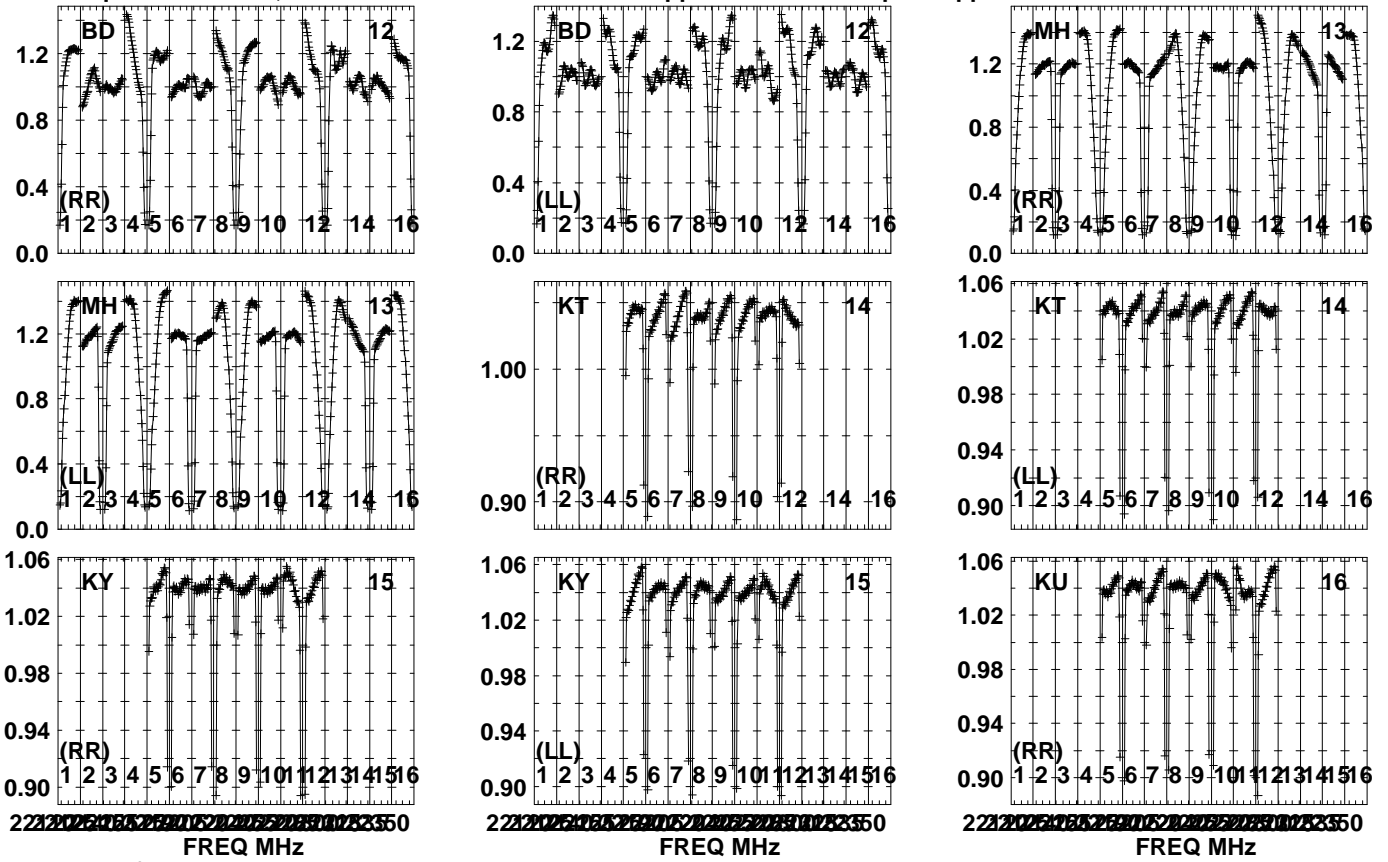 BD 12
1.2
0.8
0.4
0.0
(RR)
1 2 3 4 5 6 7 8 9 10 12 14 16
BD 12
1.2
0.8
0.4
0.0
(LL)
1 2 3 4 5 6 7 8 9 10 12 14 16
MH 13
1.2
0.8
0.4
0.0
(RR)
1 2 3 4 5 6 7 8 9 10 12 14 16
MH 13
1.2
0.8
0.4
0.0
(LL)
1 2 3 4 5 6 7 8 9 10 12 14 16
KT 14
1.00
0.90
(RR)
1 2 3 4 5 6 7 8 9 10 12 14 16
KT 14
1.06
1.02
0.98
0.94
0.90
(LL)
1 2 3 4 5 6 7 8 9 10 12 14 16
KY 15
1.06
1.02
0.98
0.94
0.90
(RR)
1 2 3 4 5 6 7 8 9 10 11 12 13 14 15 16
KY 15
1.06
1.02
0.98
0.94
0.90
(LL)
1 2 3 4 5 6 7 8 9 10 11 12 13 14 15 16
KU 16
1.06
1.02
0.98
0.94
0.90
(RR)
1 2 3 4 5 6 7 8 9 10 11 12 13 14 15 16
FREQ MHz
FREQ MHz
FREQ MHz